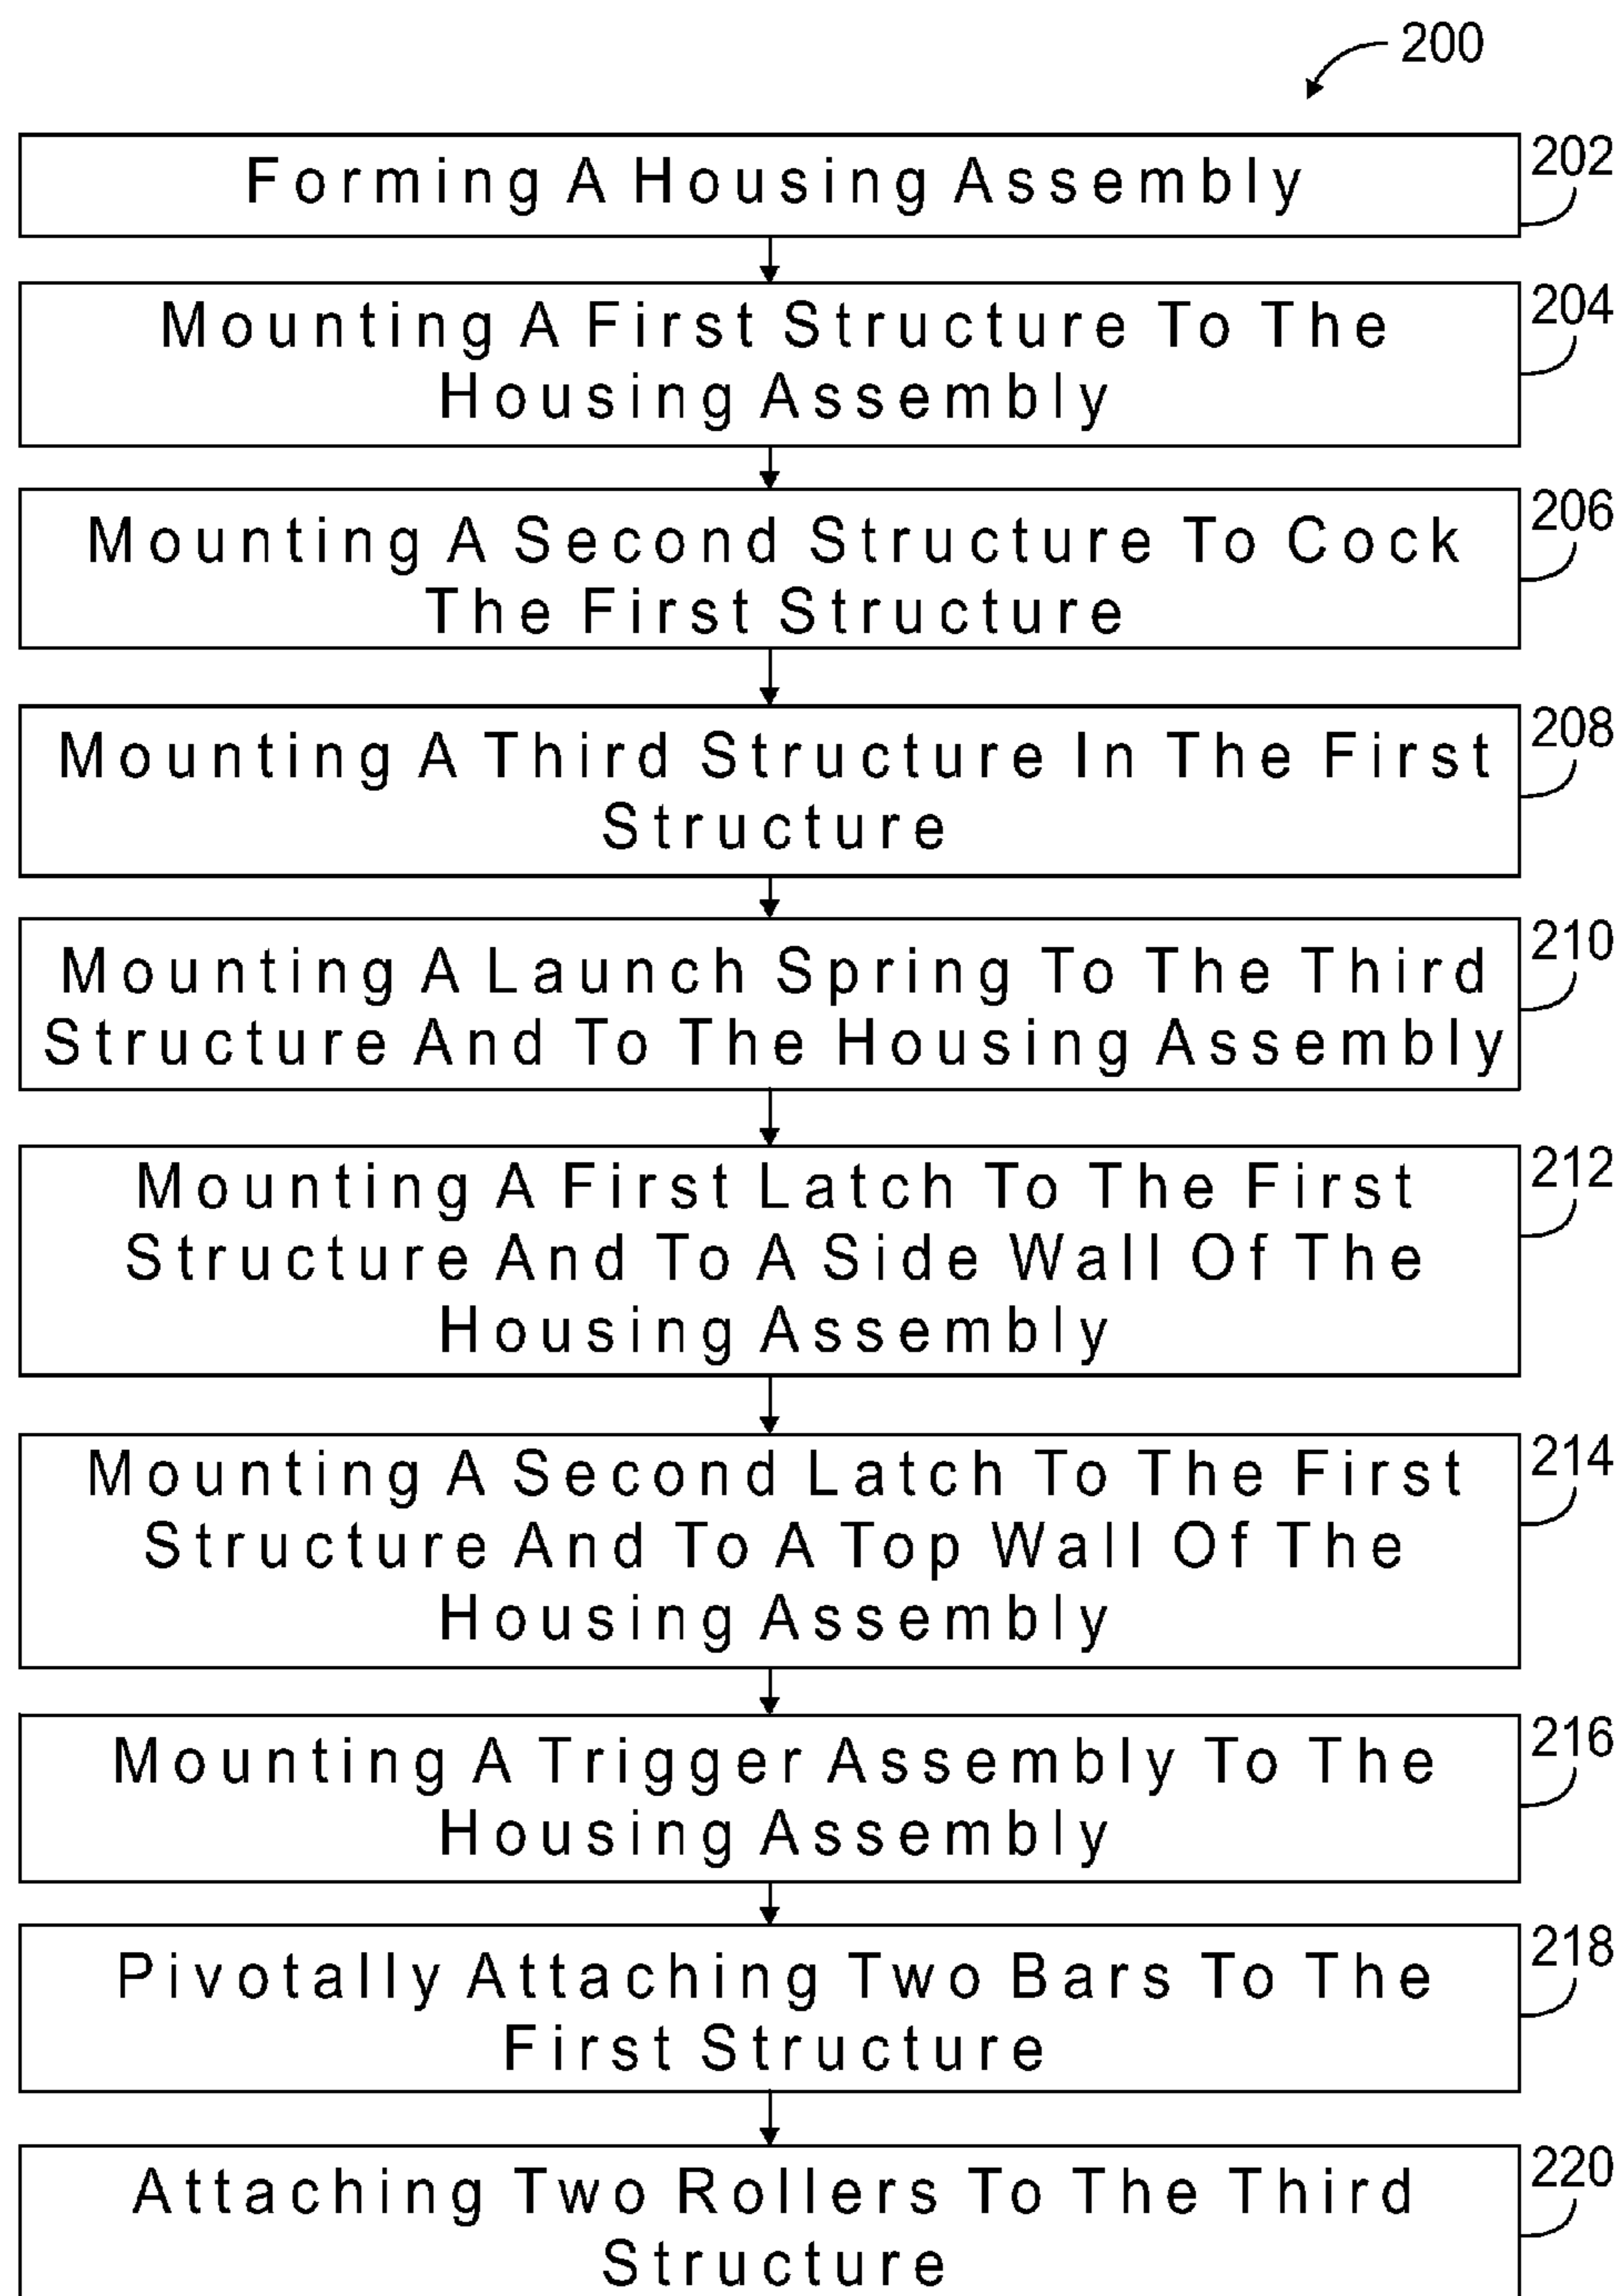 200
Forming A Housing Assembly
202
Mounting A First Structure To The
Housing Assembly
204
Mounting A Second Structure To Cock
The First Structure
206
Mounting A Third Structure In The First
Structure
208
Mounting A Launch Spring To The Third
Structure And To The Housing Assembly
210
Mounting A First Latch To The First
Structure And To A Side Wall Of The
Housing Assembly
212
Mounting A Second Latch To The First
Structure And To A Top Wall Of The
Housing Assembly
214
Mounting A Trigger Assembly To The
Housing Assembly
216
Pivotally Attaching Two Bars To The
First Structure
218
Attaching Two Rollers To The Third
Structure
220